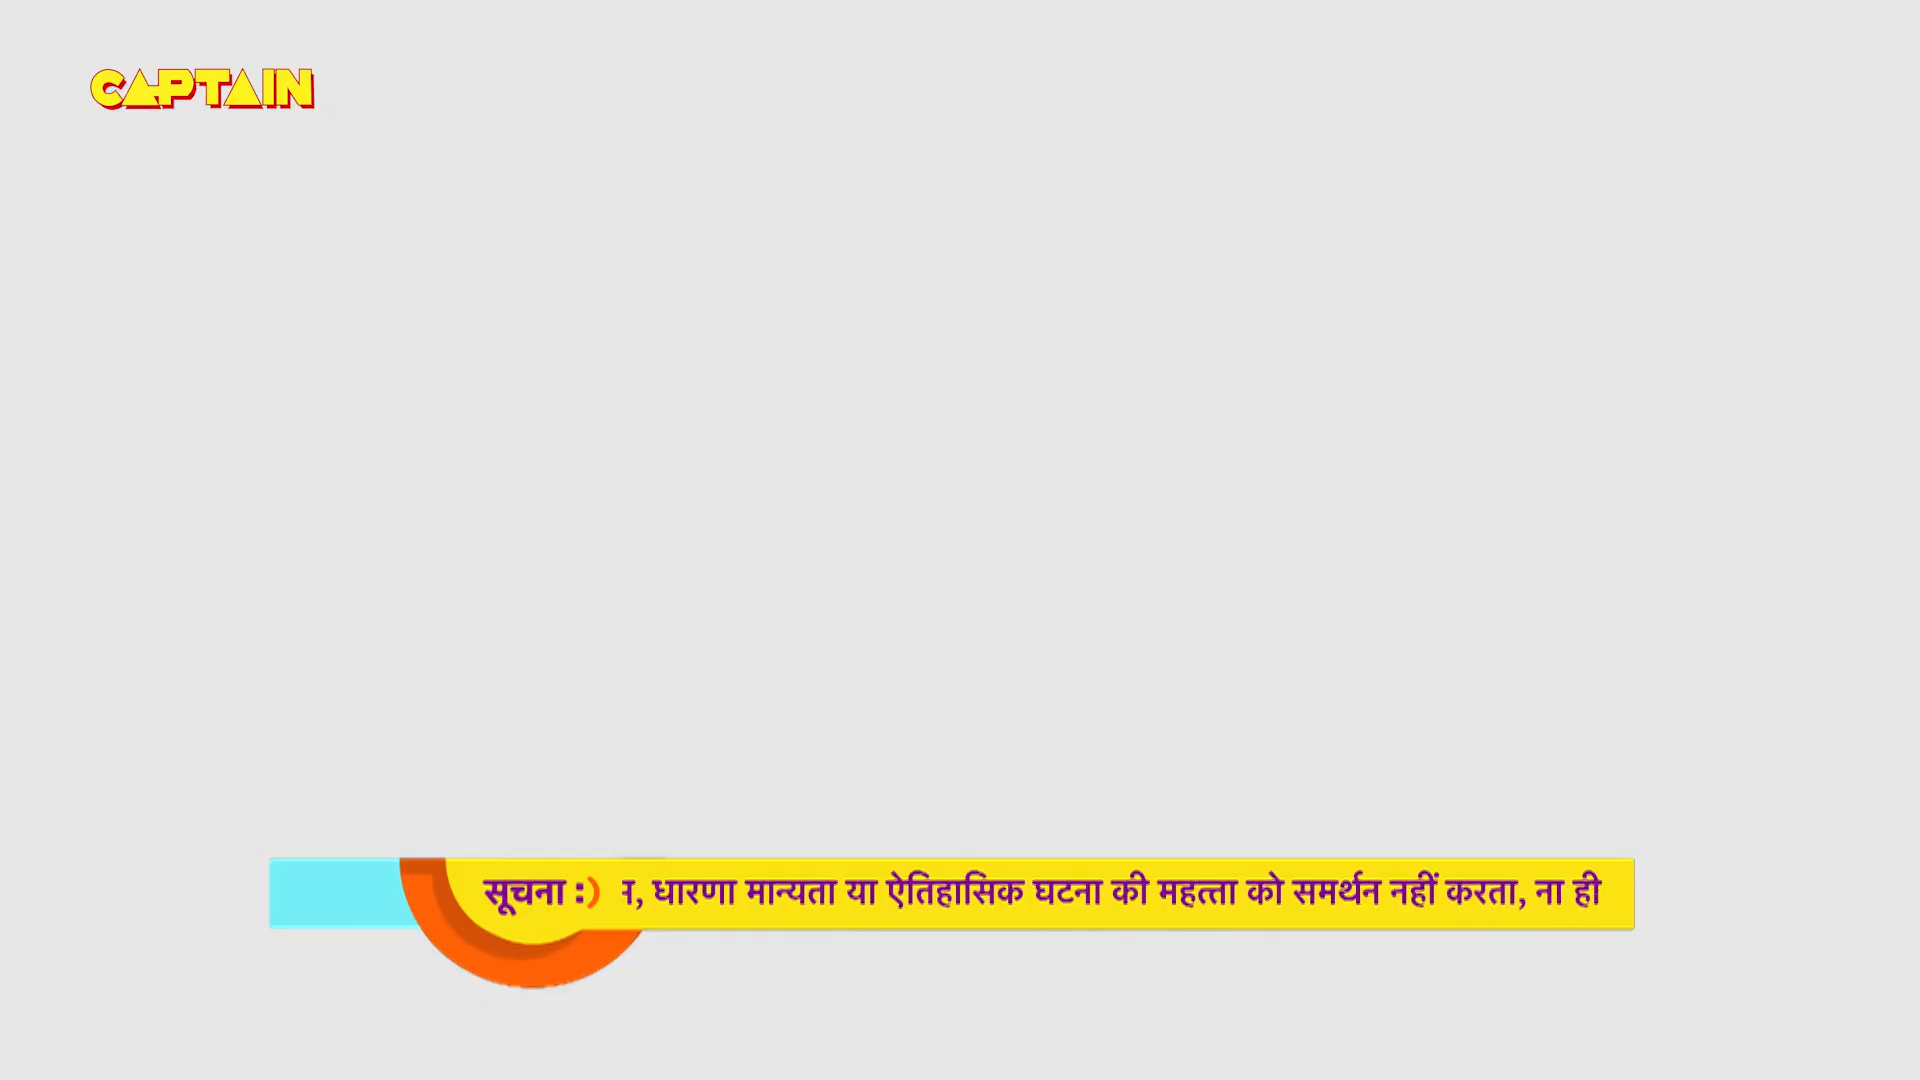 CAPTAIN
सूचना : धारणा मान्यता या ऐतिहासिक घटना की महत्ता को समर्थन नहीं करता, ना ही